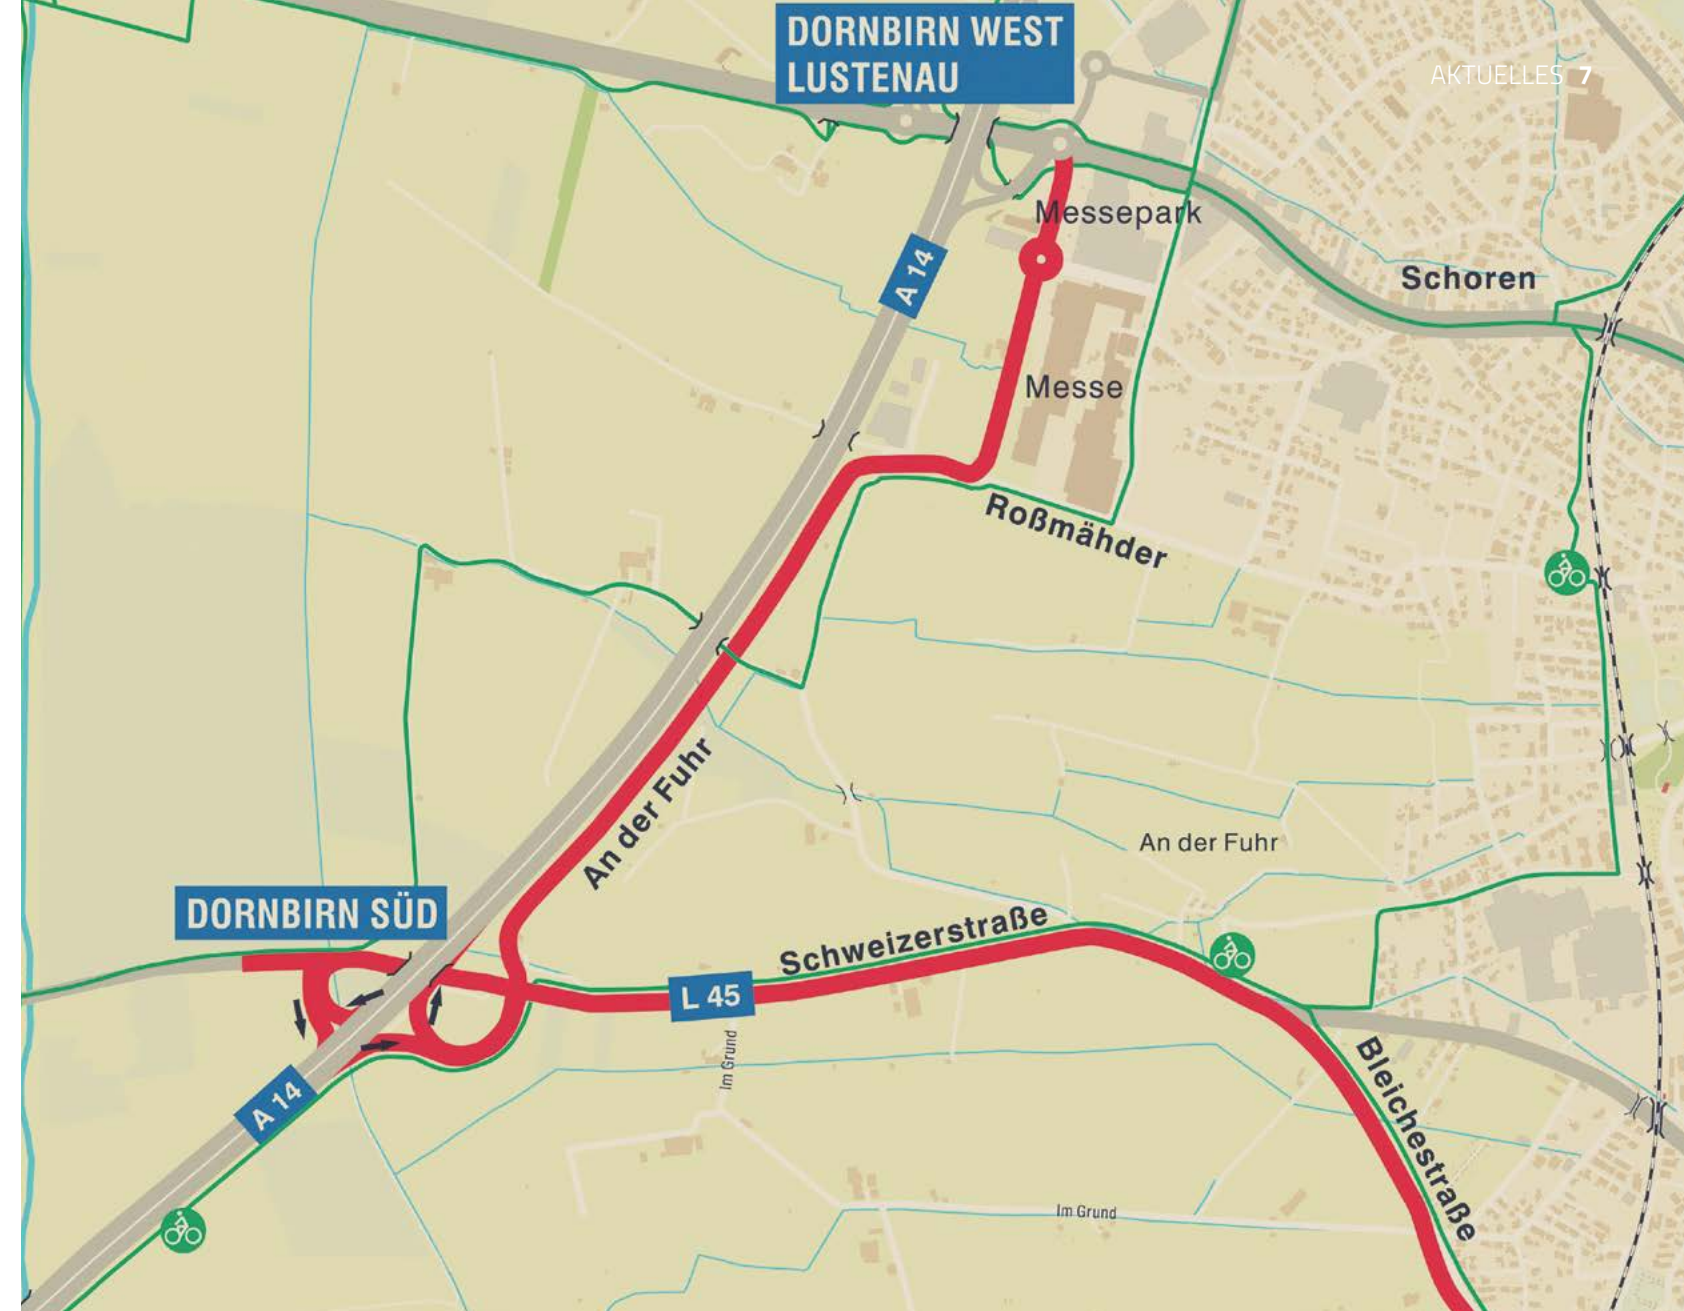 DORNBIRN WEST
LUSTENAU
AKTUELLES 7
Messepark
A 14
Schoren
Messe
Roßmähder
An der Fuhr
An der Fuhr
DORNBIRN SÜD
Schweizerstraße
L 45
Im Grund
A 14
Bleichestraße
Im Grund